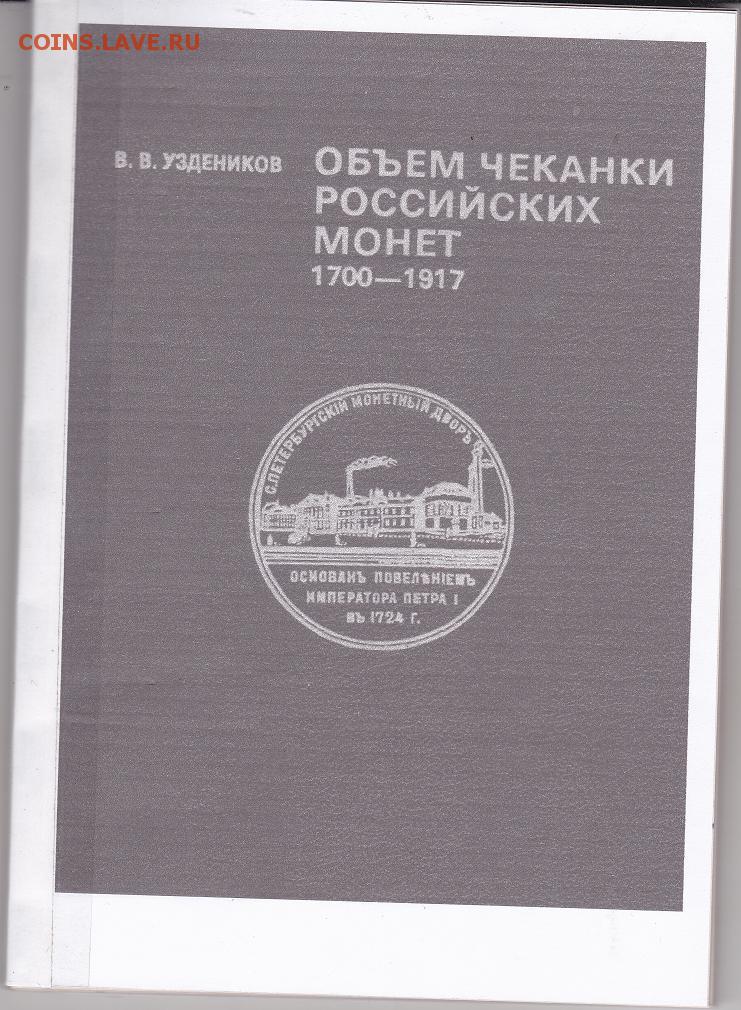 COINS.LAVE.RU
В. В. УЗДЕНИКОВ
ОБЪЕМ ЧЕКАНКИ
РОССИЙСКИХ
МОНЕТ
1700—1917
С.ПЕТЕРБУРГСКІЙ МОНЕТНЫЙ ДВОРЪ
ОСНОВАНЪ ПОВЕЛѢНІЕМЪ
ИМПЕРАТОРА ПЕТРА I
ВЪ 1724 Г.